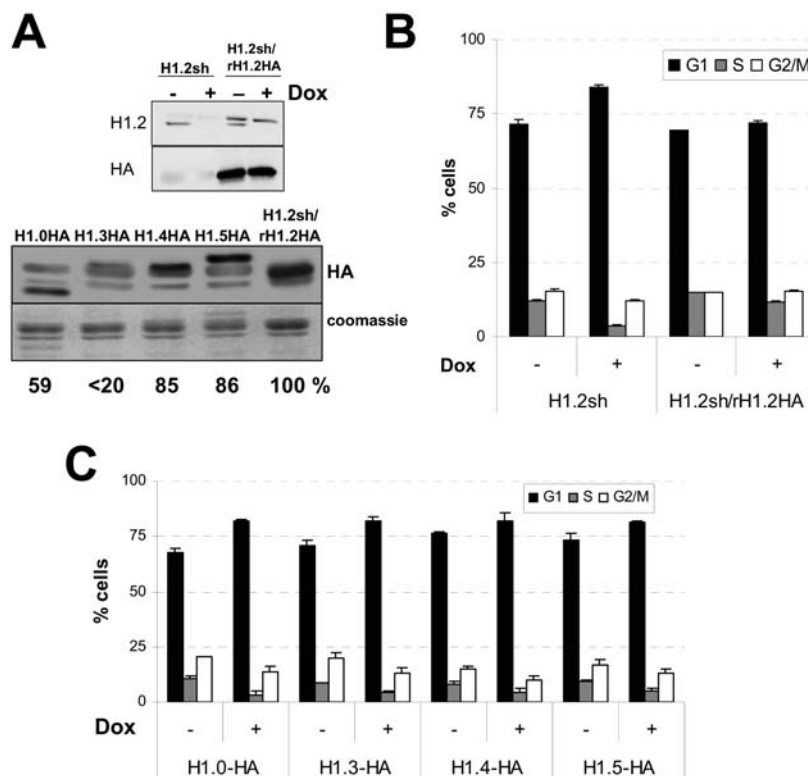 A
H1.2sh
H1.2sh/
rH1.2HA
- + – + Dox
H1.2
HA
H1.0HA H1.3HA H1.4HA H1.5HA H1.2sh/
rH1.2HA
HA
coomassie
59 <20 85 86 100 %
B
100
G1 S G2/M
75
% cells
50
25
0
Dox - + - +
H1.2sh H1.2sh/rH1.2HA
C
100
G1 S G2/M
75
% cells
50
25
0
Dox - + - + - + - +
H1.0-HA H1.3-HA H1.4-HA H1.5-HA